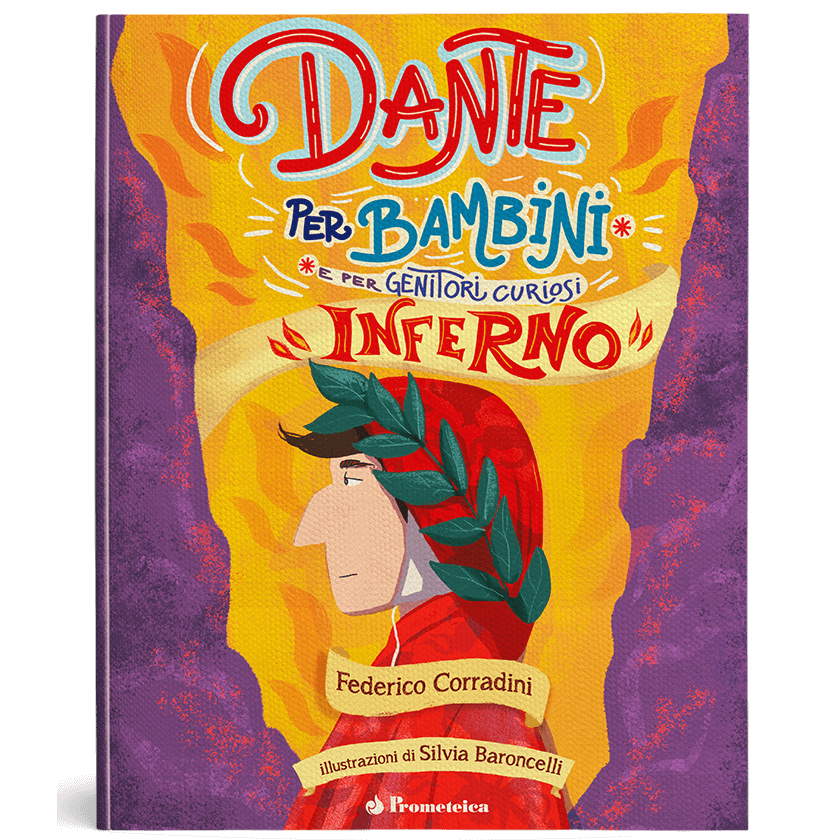 DANTE
PER BAMBINI
E PER GENITORI CURIOSI
INFERNO
Federico Corradini
illustrazioni di Silvia Baroncelli
Prometeica